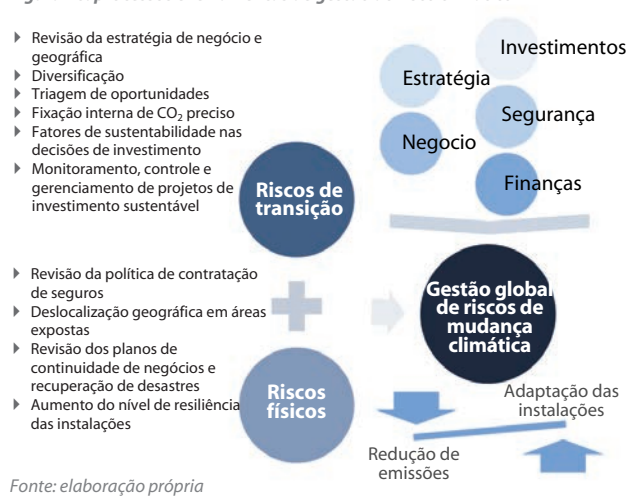 ▶ Revisão da estratégia de negócio e
geográfica
▶ Diversificação
▶ Triagem de oportunidades
▶ Fixação interna de CO₂ preciso
▶ Fatores de sustentabilidade nas
decisões de investimento
▶ Monitoramento, controle e
gerenciamento de projetos de
investimento sustentável
Riscos de
transição
▶ Revisão da política de contratação
de seguros
▶ Deslocalização geográfica em áreas
expostas
▶ Revisão dos planos de
continuidade de negócios e
recuperação de desastres
▶ Aumento do nível de resiliência
das instalações
Riscos
físicos
Investimentos
Estratégia
Segurança
Negocio
Finanças
Gestão global
de riscos de
mudança
climática
Adaptação das
instalações
Redução de
emissões
Fonte: elaboração própria